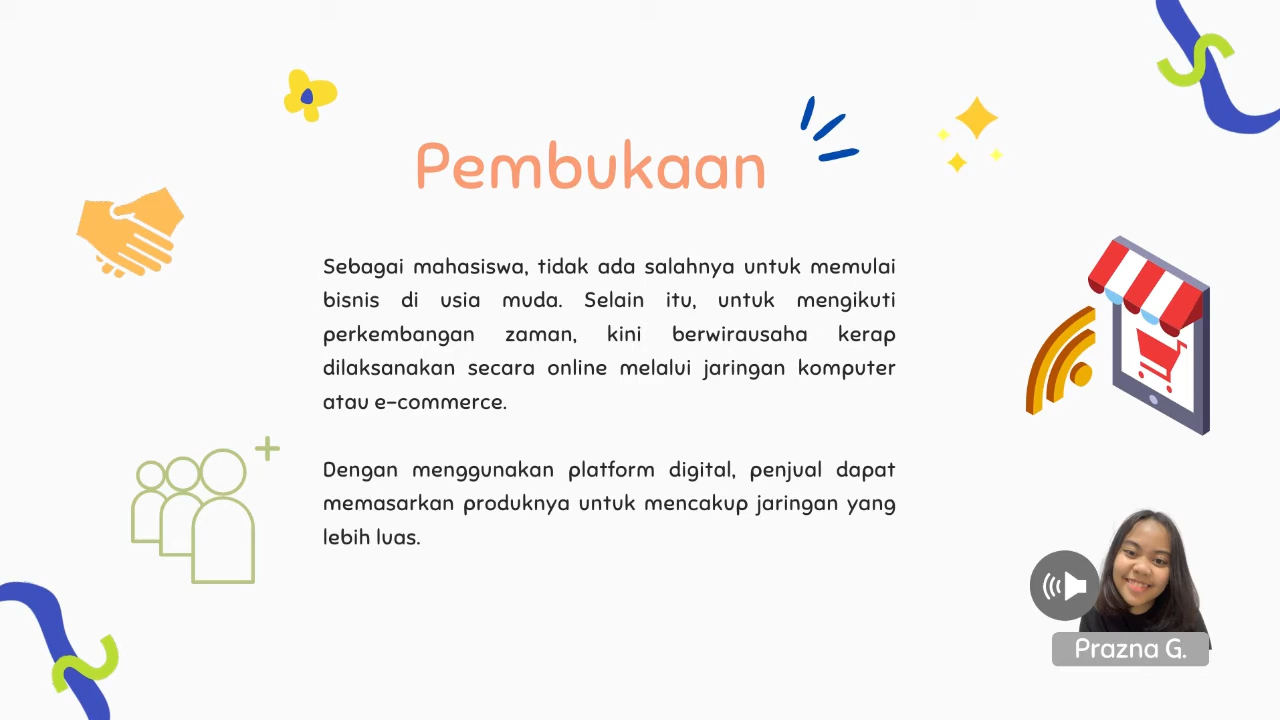 Pembukaan
Sebagai mahasiswa, tidak ada salahnya untuk memulai
bisnis di usia muda. Selain itu, untuk mengikuti
perkembangan zaman, kini berwirausaha kerap
dilaksanakan secara online melalui jaringan komputer
atau e-commerce.
Dengan menggunakan platform digital, penjual dapat
memasarkan produknya untuk mencakup jaringan yang
lebih luas.
Prazna G.